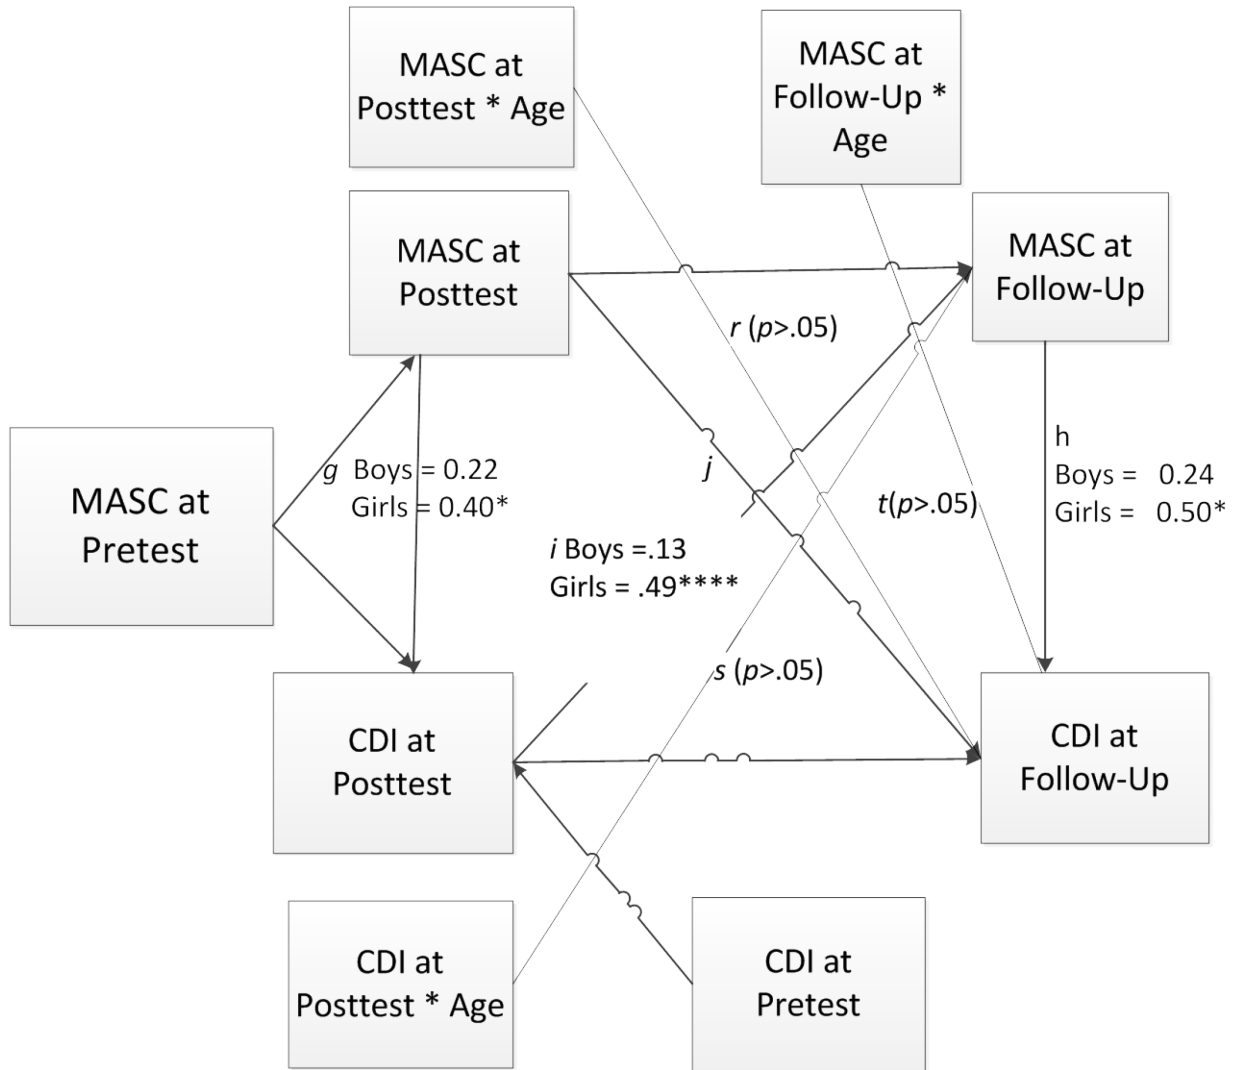 MASC at
Posttest * Age
MASC at
Follow-Up *
Age
MASC at
Posttest
MASC at
Follow-Up
r (p>.05)
MASC at
Pretest
g Boys = 0.22
Girls = 0.40*
j
h
Boys = 0.24
Girls = 0.50*
t(p>.05)
i Boys =.13
Girls = .49****
s (p>.05)
CDI at
Posttest
CDI at
Follow-Up
CDI at
Posttest * Age
CDI at
Pretest